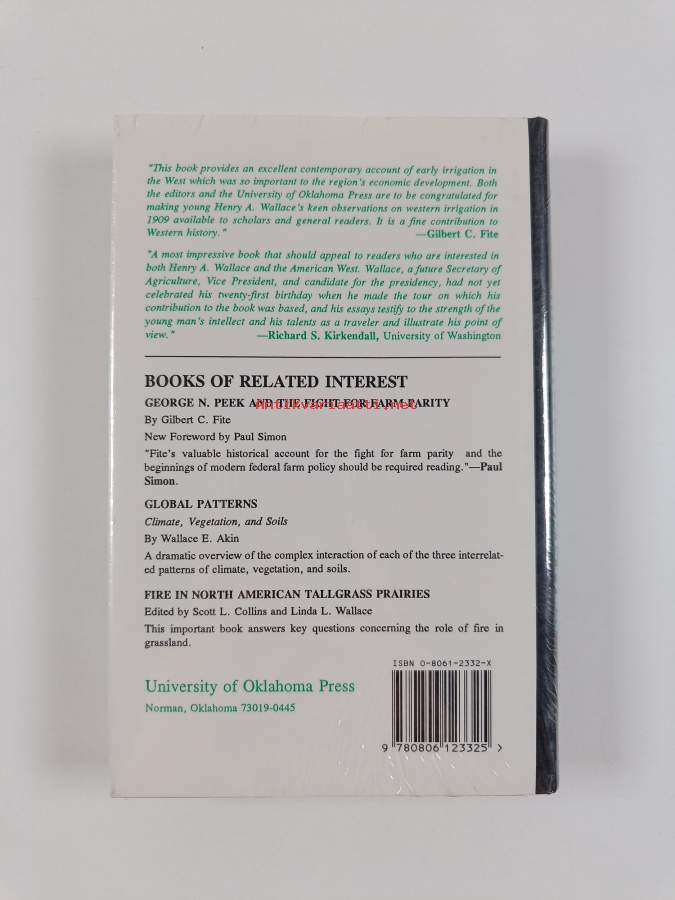 "This book provides an excellent contemporary account of early irrigation in
the West which was so important to the region's economic development. Both
the editors and the University of Oklahoma Press are to be congratulated for
making young Henry A. Wallace's keen observations on western irrigation in
1909 available to scholars and general readers. It is a fine contribution to
Western history." —Gilbert C. Fite
"A most impressive book that should appeal to readers who are interested in
both Henry A. Wallace and the American West. Wallace, a future Secretary of
Agriculture, Vice President, and candidate for the presidency, had not yet
celebrated his twenty-first birthday when he made the tour on which his
contribution to the book was based, and his essays testify to the strength of the
young man's intellect and his talents as a traveler and illustrate his point of
view." —Richard S. Kirkendall, University of Washington
BOOKS OF RELATED INTEREST
GEORGE N. PEEK AND THE FIGHT FOR FARM PARITY
Antikvariaatti.net
By Gilbert C. Fite
New Foreword by Paul Simon
"Fite's valuable historical account for the fight for farm parity and the
beginnings of modern federal farm policy should be required reading."—Paul
Simon.
GLOBAL PATTERNS
Climate, Vegetation, and Soils
By Wallace E. Akin
A dramatic overview of the complex interaction of each of the three interrelat-
ed patterns of climate, vegetation, and soils.
FIRE IN NORTH AMERICAN TALLGRASS PRAIRIES
Edited by Scott L. Collins and Linda L. Wallace
This important book answers key questions concerning the role of fire in
grassland.
University of Oklahoma Press
Norman, Oklahoma 73019-0445
ISBN 0-8061-2332-X
9 780806 123325 >